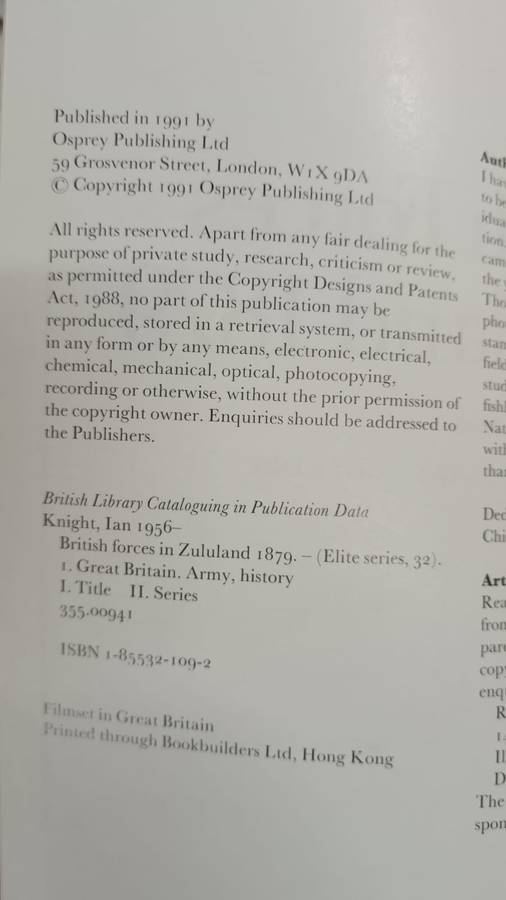 Published in 1991 by
Osprey Publishing Ltd
59 Grosvenor Street, London, W1X 9DA
© Copyright 1991 Osprey Publishing Ltd
All rights reserved. Apart from any fair dealing for the
purpose of private study, research, criticism or review,
as permitted under the Copyright Designs and Patents
Act, 1988, no part of this publication may be
reproduced, stored in a retrieval system, or transmitted
in any form or by any means, electronic, electrical,
chemical, mechanical, optical, photocopying,
recording or otherwise, without the prior permission of
the copyright owner. Enquiries should be addressed to
the Publishers.
British Library Cataloguing in Publication Data
Knight, Ian 1956–
British forces in Zululand 1879. – (Elite series, 32).
1. Great Britain. Army, history
I. Title II. Series
355.00941
ISBN 1-85532-109-2
Filmset in Great Britain
Printed through Bookbuilders Ltd, Hong Kong
I
to
the
The
Nat
Art
R
1.
D
The